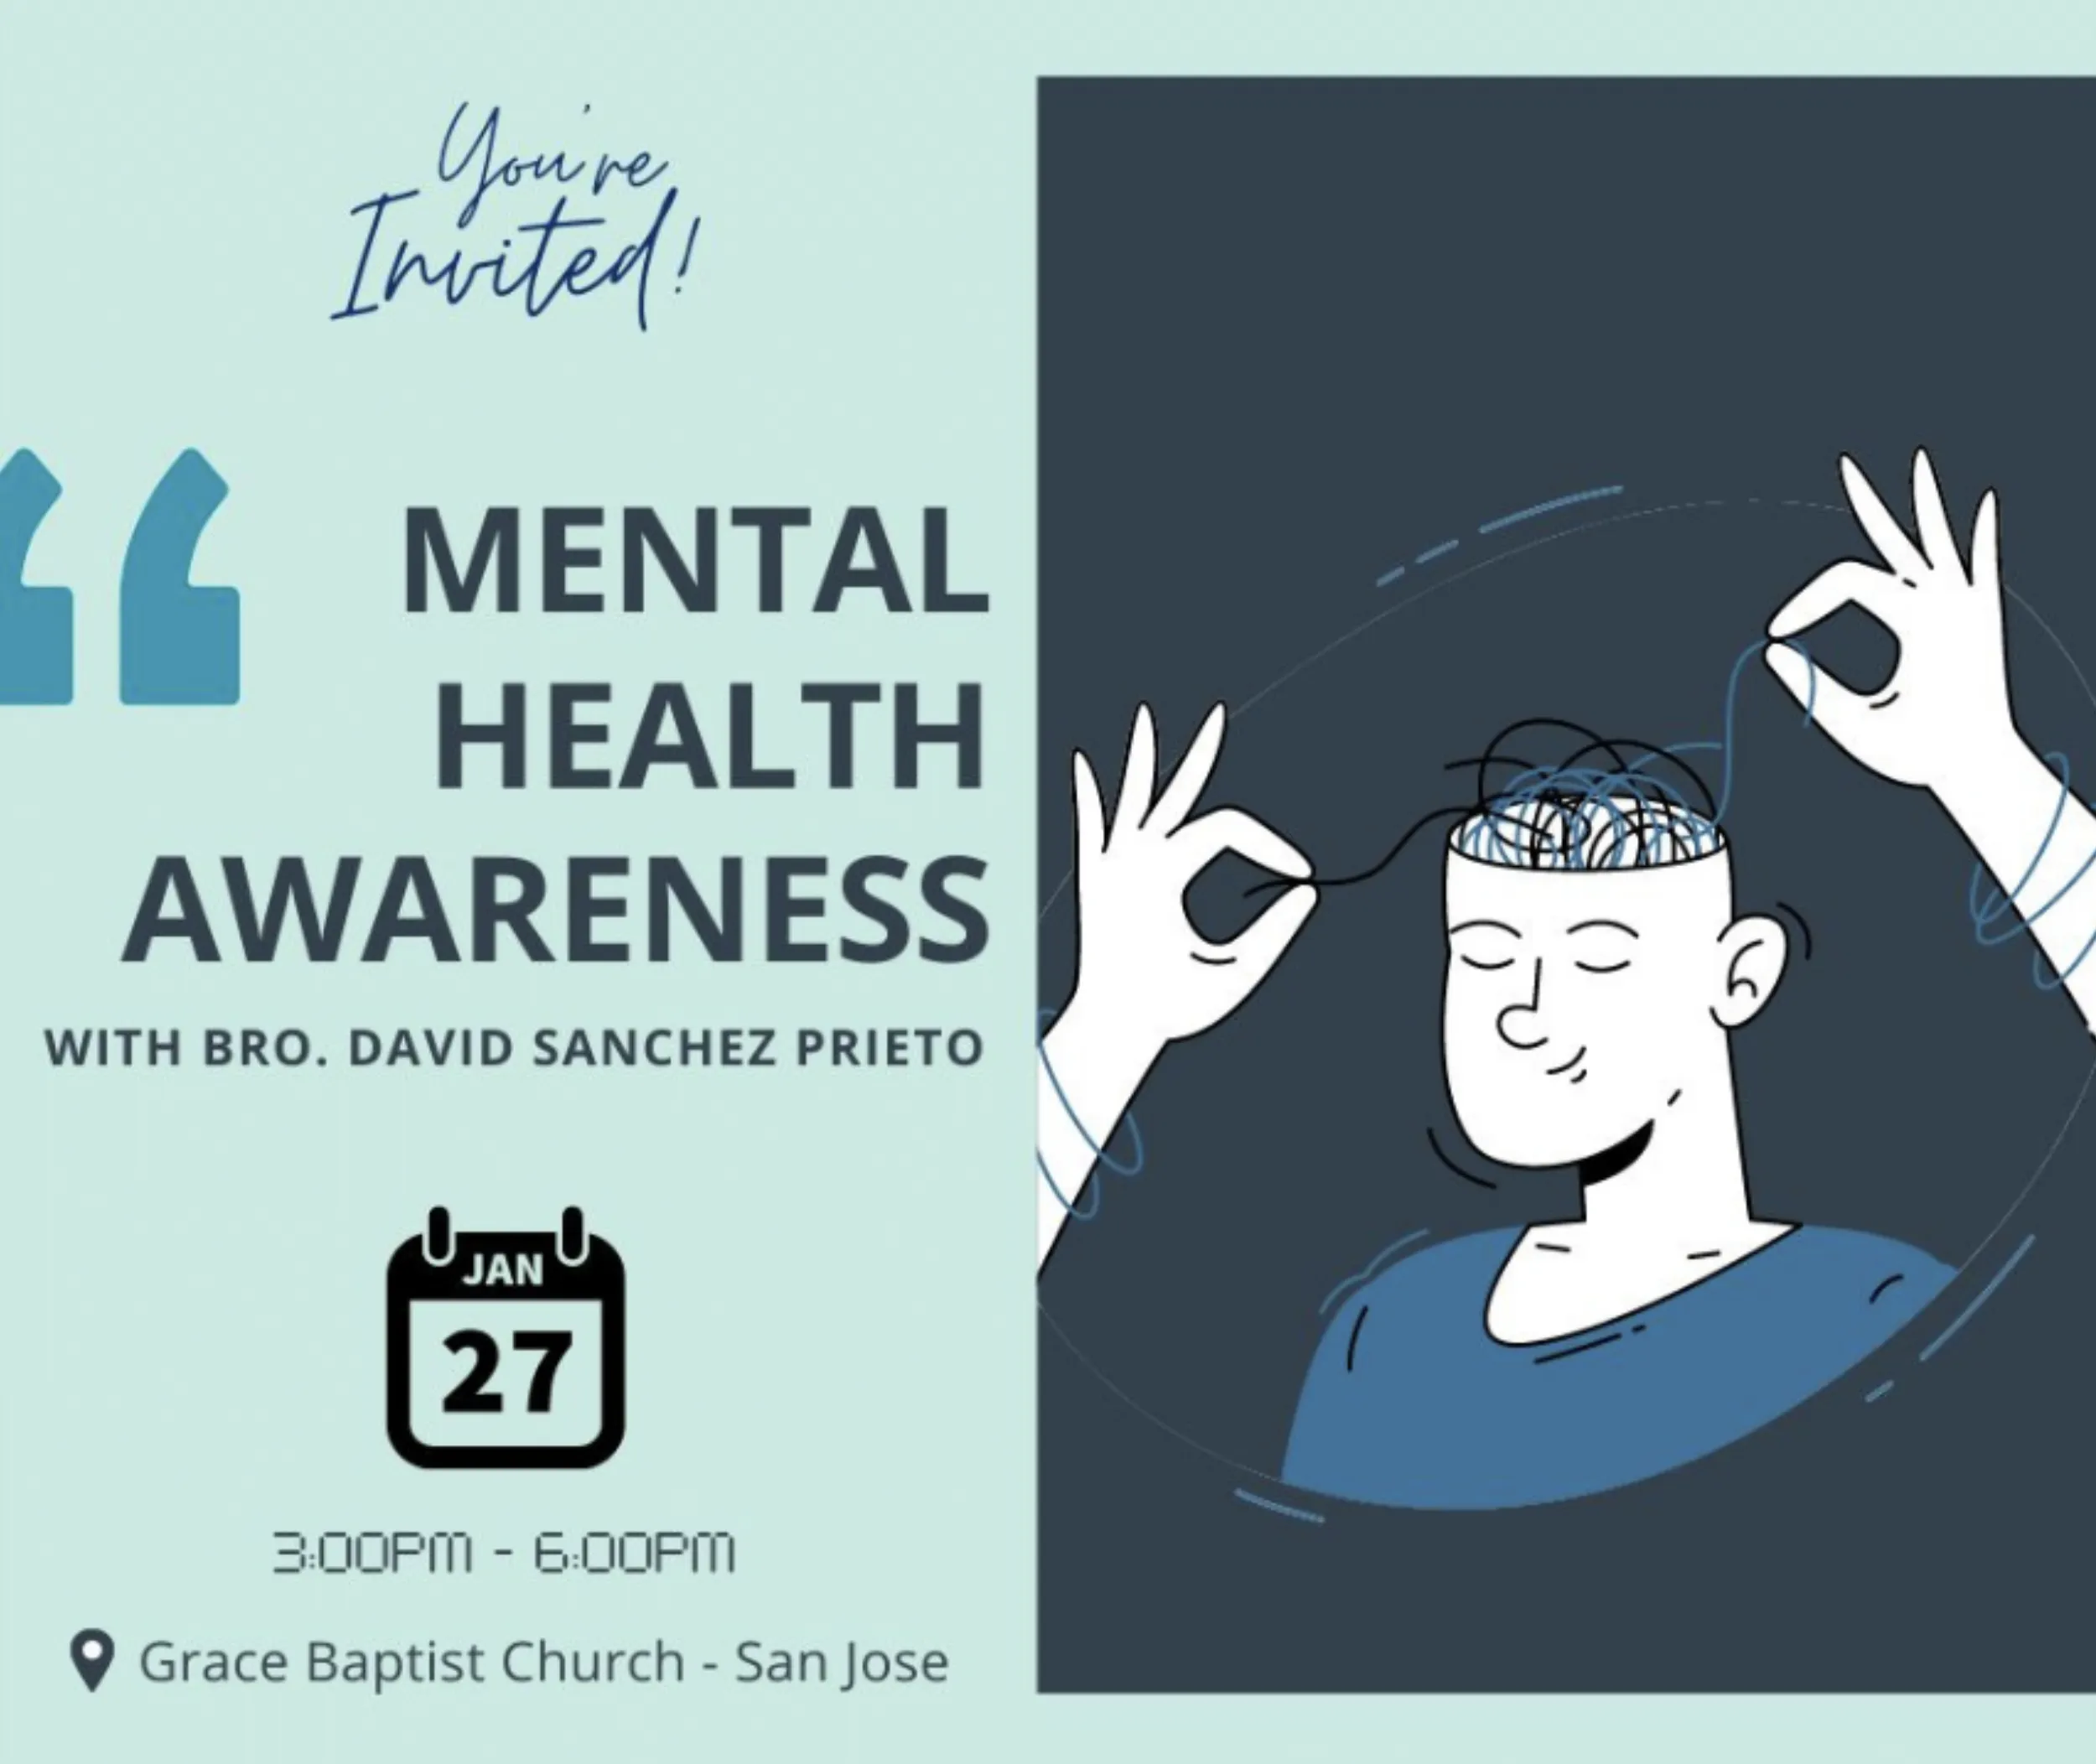 You're
Invited!
“
MENTAL
HEALTH
AWARENESS
WITH BRO. DAVID SANCHEZ PRIETO
JAN
27
3:00PM - 6:00PM
Grace Baptist Church - San Jose